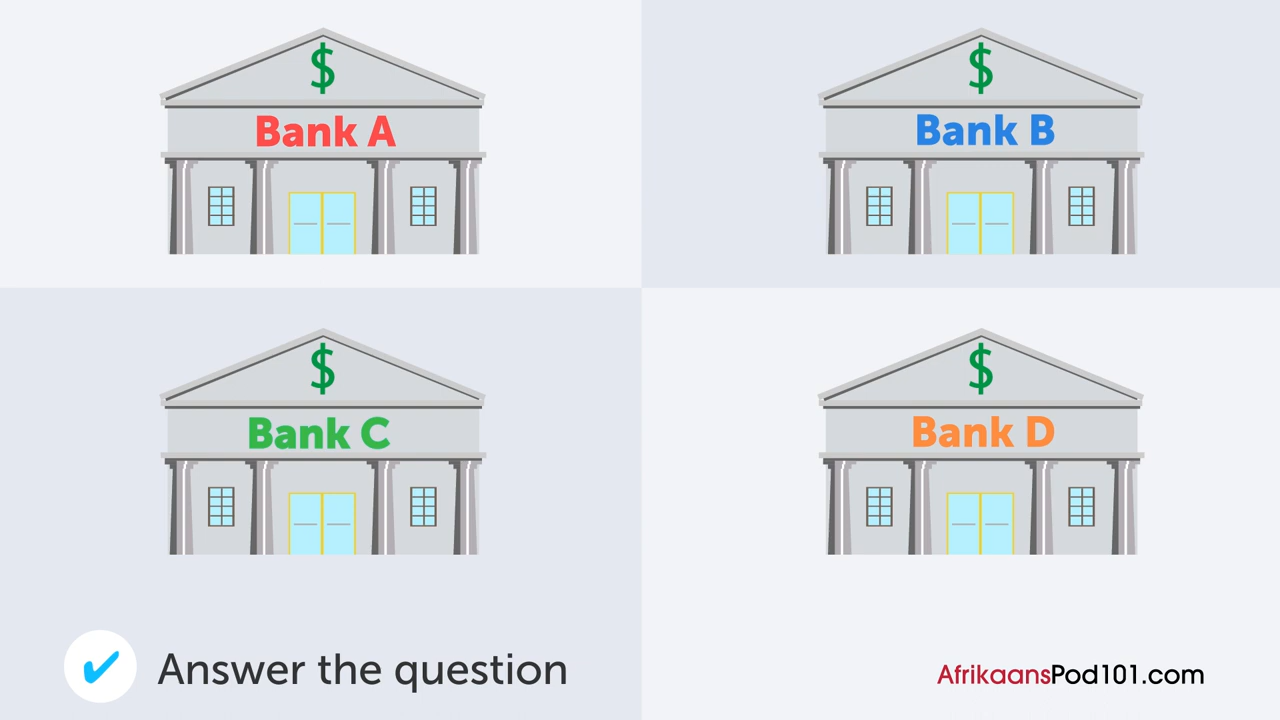 $
Bank A
$
Bank B
$
Bank C
$
Bank D
✔ Answer the question
AfrikaansPod101.com